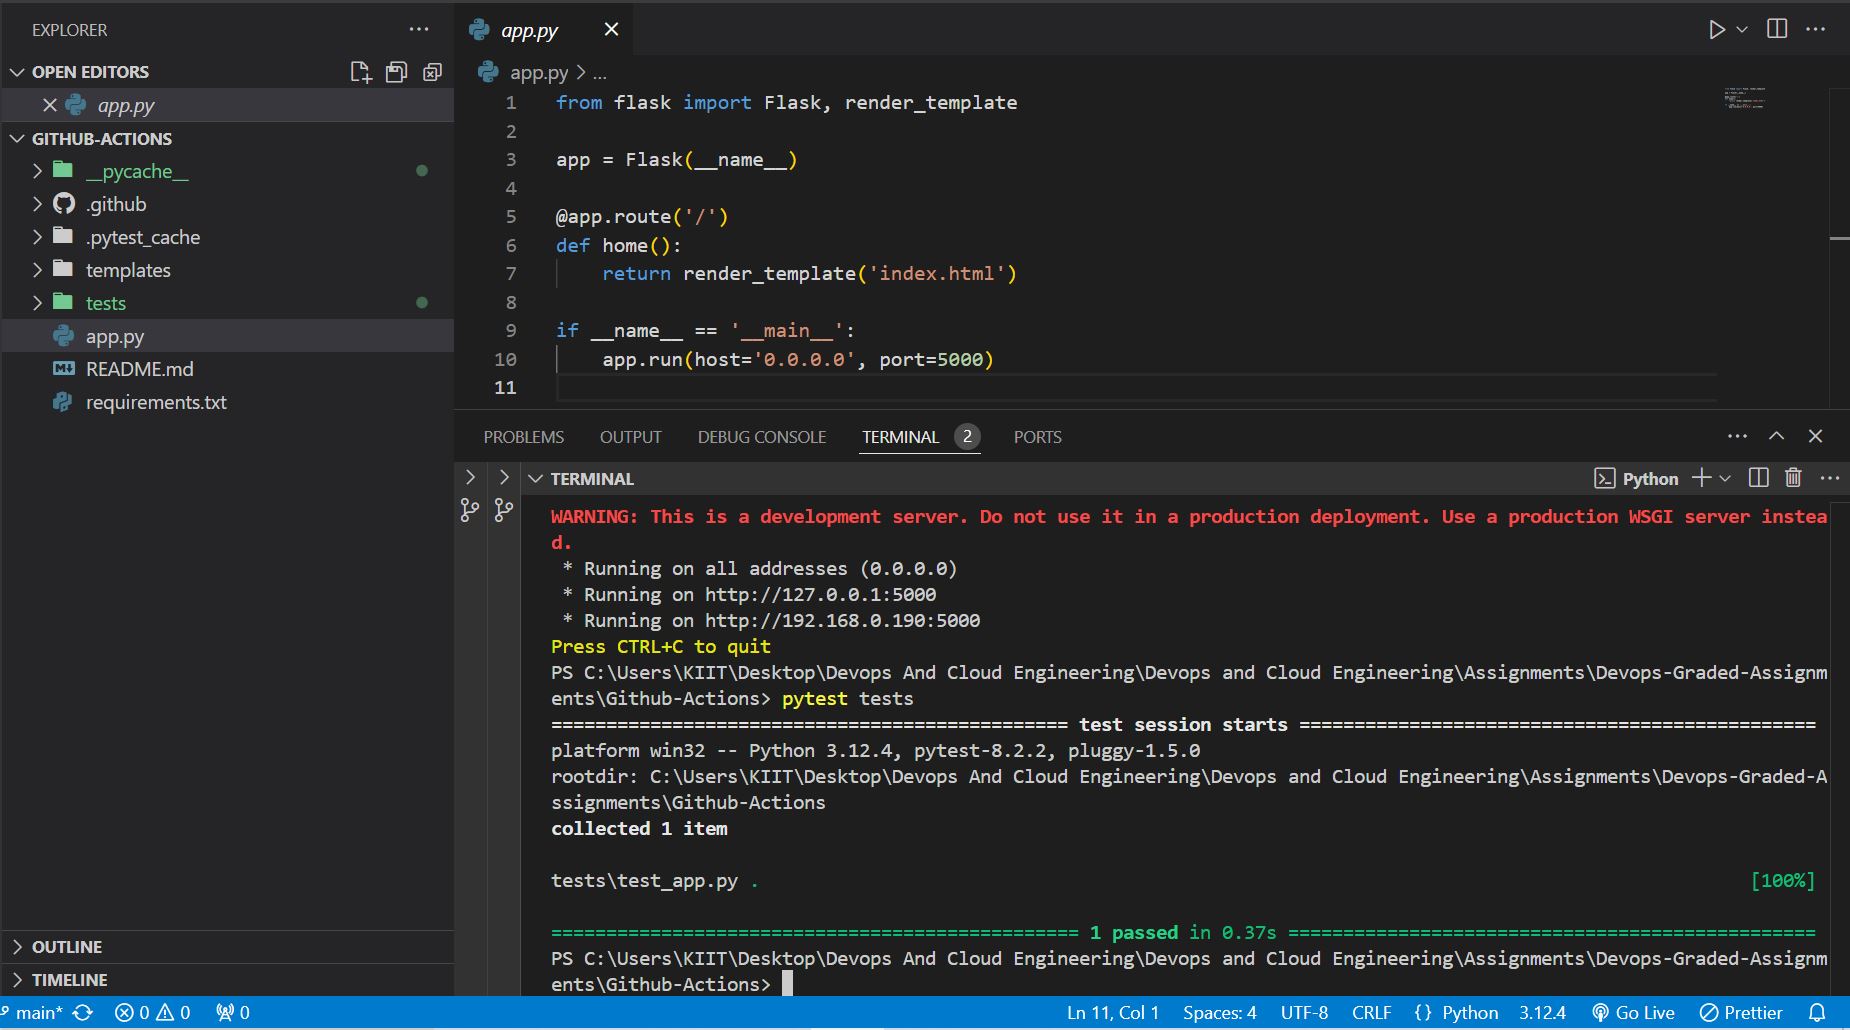 EXPLORER
OPEN EDITORS
app.py
GITHUB-ACTIONS
__pycache__
.github
.pytest_cache
templates
tests
app.py
README.md
requirements.txt
OUTLINE
TIMELINE
app.py
app.py > ...
1 from flask import Flask, render_template
2
3 app = Flask(__name__)
4
5 @app.route('/')
6 def home():
7 return render_template('index.html')
8
9 if __name__ == '__main__':
10 app.run(host='0.0.0.0', port=5000)
11
PROBLEMS OUTPUT DEBUG CONSOLE TERMINAL 2 PORTS
TERMINAL Python
WARNING: This is a development server. Do not use it in a production deployment. Use a production WSGI server instea
d.
* Running on all addresses (0.0.0.0)
* Running on http://127.0.0.1:5000
* Running on http://192.168.0.190:5000
Press CTRL+C to quit
PS C:\Users\KIIT\Desktop\Devops And Cloud Engineering\Devops and Cloud Engineering\Assignments\Devops-Graded-Assignm
ents\Github-Actions> pytest tests
=============================================== test session starts ===============================================
platform win32 -- Python 3.12.4, pytest-8.2.2, pluggy-1.5.0
rootdir: C:\Users\KIIT\Desktop\Devops And Cloud Engineering\Devops and Cloud Engineering\Assignments\Devops-Graded-A
ssignments\Github-Actions
collected 1 item
tests\test_app.py . [100%]
================================================ 1 passed in 0.37s ================================================
PS C:\Users\KIIT\Desktop\Devops And Cloud Engineering\Devops and Cloud Engineering\Assignments\Devops-Graded-Assignm
ents\Github-Actions>
main* 0 0 0 Ln 11, Col 1 Spaces: 4 UTF-8 CRLF {} Python 3.12.4 Go Live Prettier